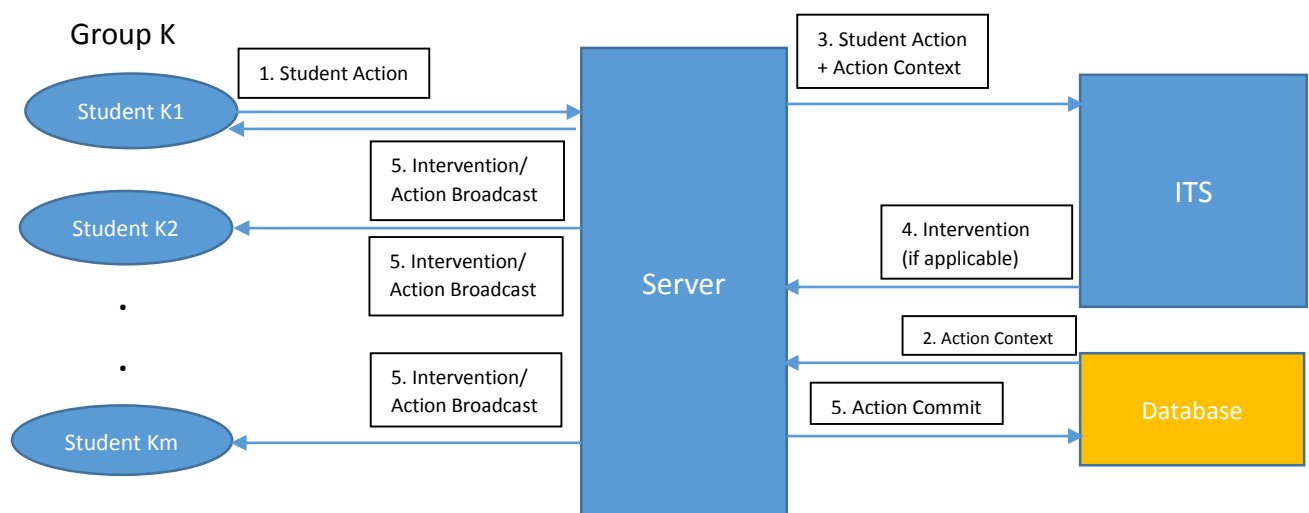 Group K
1. Student Action
3. Student Action
+ Action Context
Student K1
5. Intervention/
Action Broadcast
ITS
Student K2
4. Intervention
(if applicable)
5. Intervention/
Action Broadcast
Server
.
2. Action Context
.
5. Intervention/
Action Broadcast
5. Action Commit
Database
Student Km